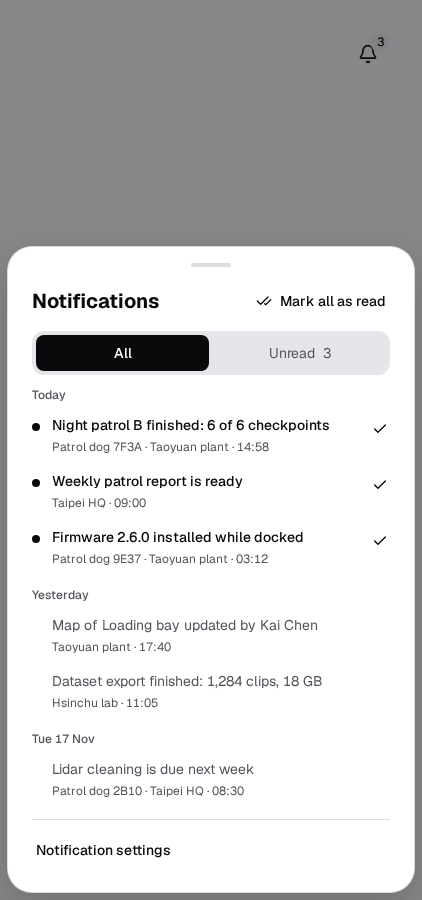 3
Notifications
Mark all as read
All
Unread 3
Today
Night patrol B finished: 6 of 6 checkpoints
Patrol dog 7F3A · Taoyuan plant · 14:58
Weekly patrol report is ready
Taipei HQ · 09:00
Firmware 2.6.0 installed while docked
Patrol dog 9E37 · Taoyuan plant · 03:12
Yesterday
Map of Loading bay updated by Kai Chen
Taoyuan plant · 17:40
Dataset export finished: 1,284 clips, 18 GB
Hsinchu lab · 11:05
Tue 17 Nov
Lidar cleaning is due next week
Patrol dog 2B10 · Taipei HQ · 08:30
Notification settings